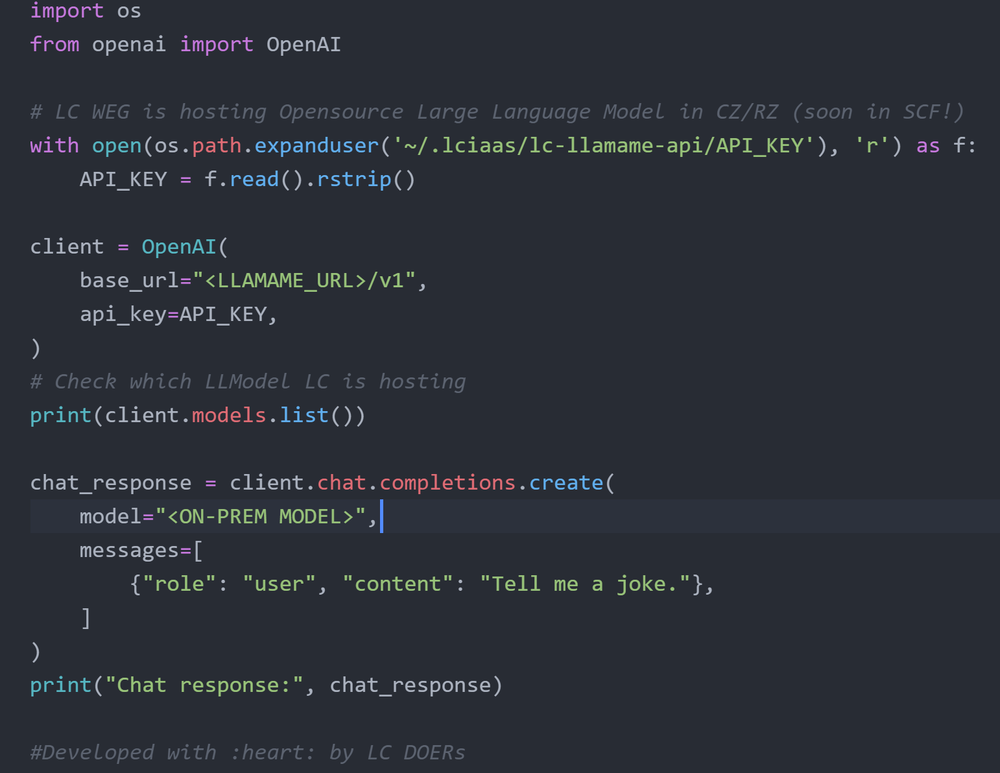 import os
from openai import OpenAI
# LC WEG is hosting Opensource Large Language Model in CZ/RZ (soon in SCF!)
with open(os.path.expanduser('~/.lciaas/lc-llamame-api/API_KEY'), 'r') as f:
    API_KEY = f.read().rstrip()
client = OpenAI(
    base_url="<LLAMAME_URL>/v1",
    api_key=API_KEY,
)
# Check which LLModel LC is hosting
print(client.models.list())
chat_response = client.chat.completions.create(
    model="<ON-PREM MODEL>",
    messages=[
        {"role": "user", "content": "Tell me a joke."},
    ]
)
print("Chat response:", chat_response)
#Developed with :heart: by LC DOERs